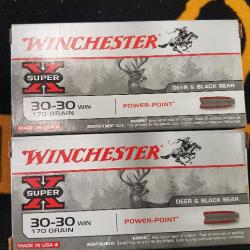 WINCHESTER
SUPER
X
DEER & BLACK BEAR
30-30 WIN
170 GRAIN
POWER-POINT
MADE IN USA
WINCHESTER
SUPER
X
DEER & BLACK BEAR
30-30 WIN
170 GRAIN
POWER-POINT
MADE IN USA